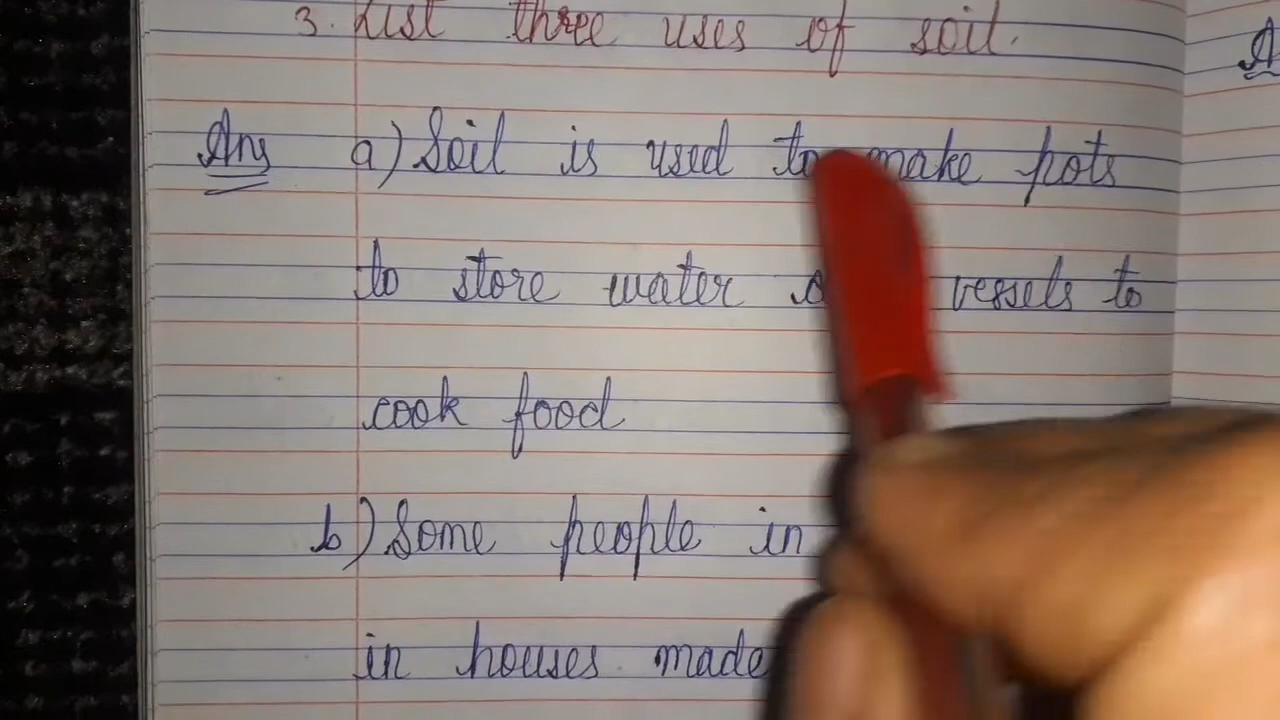 3. List three uses of soil.
Ans a) Soil is used to make pots
to store water vessels to
cook food
b) Some people in
in houses made
A